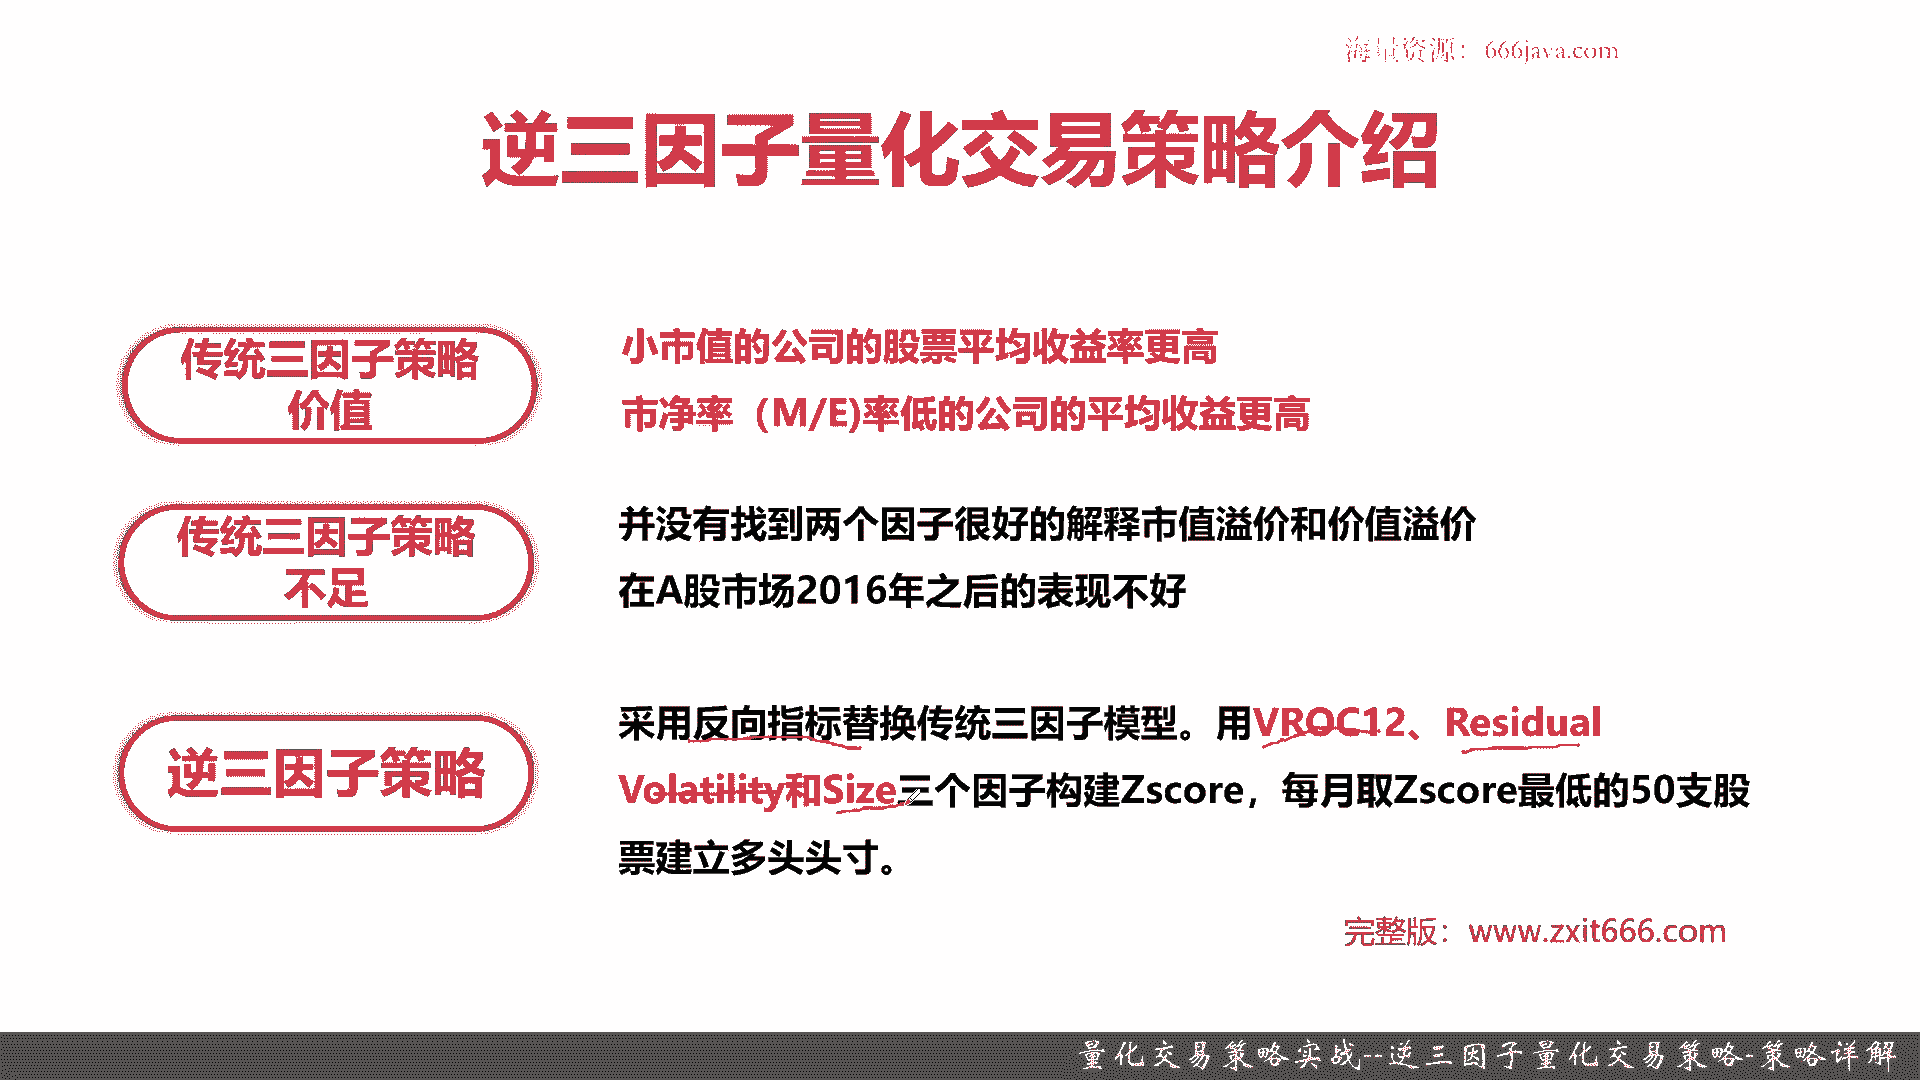 海量资源：666java.com
逆三因子量化交易策略介绍
传统三因子策略
价值
小市值的公司的股票平均收益率更高
市净率（M/E)率低的公司的平均收益更高
传统三因子策略
不足
并没有找到两个因子很好的解释市值溢价和价值溢价
在A股市场2016年之后的表现不好
逆三因子策略
采用反向指标替换传统三因子模型。用VROC12、Residual
Volatility和Size三个因子构建Zscore，每月取Zscore最低的50支股
票建立多头头寸。
完整版：www.zxit666.com
量化交易策略实战--逆三因子量化交易策略-策略详解